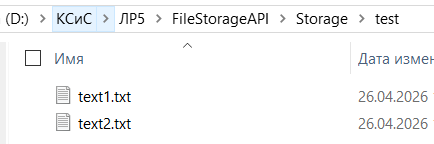 (D:) > КСиС > ЛР5 > FileStorageAPI > Storage > test
Имя Дата измен
text1.txt 26.04.2026
text2.txt 26.04.2026